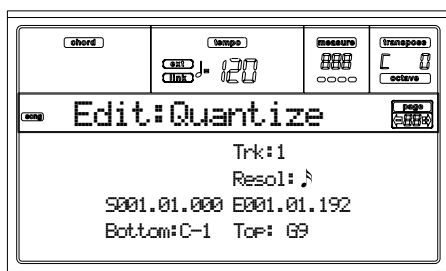 chord tempo measure transpose
ext ♩= 120 888 C 0
link octave
song Edit:Quantize page
88
Trk:1
Resol:♪
S001.01.000 E001.01.192
Bottom:C-1 Top: G9